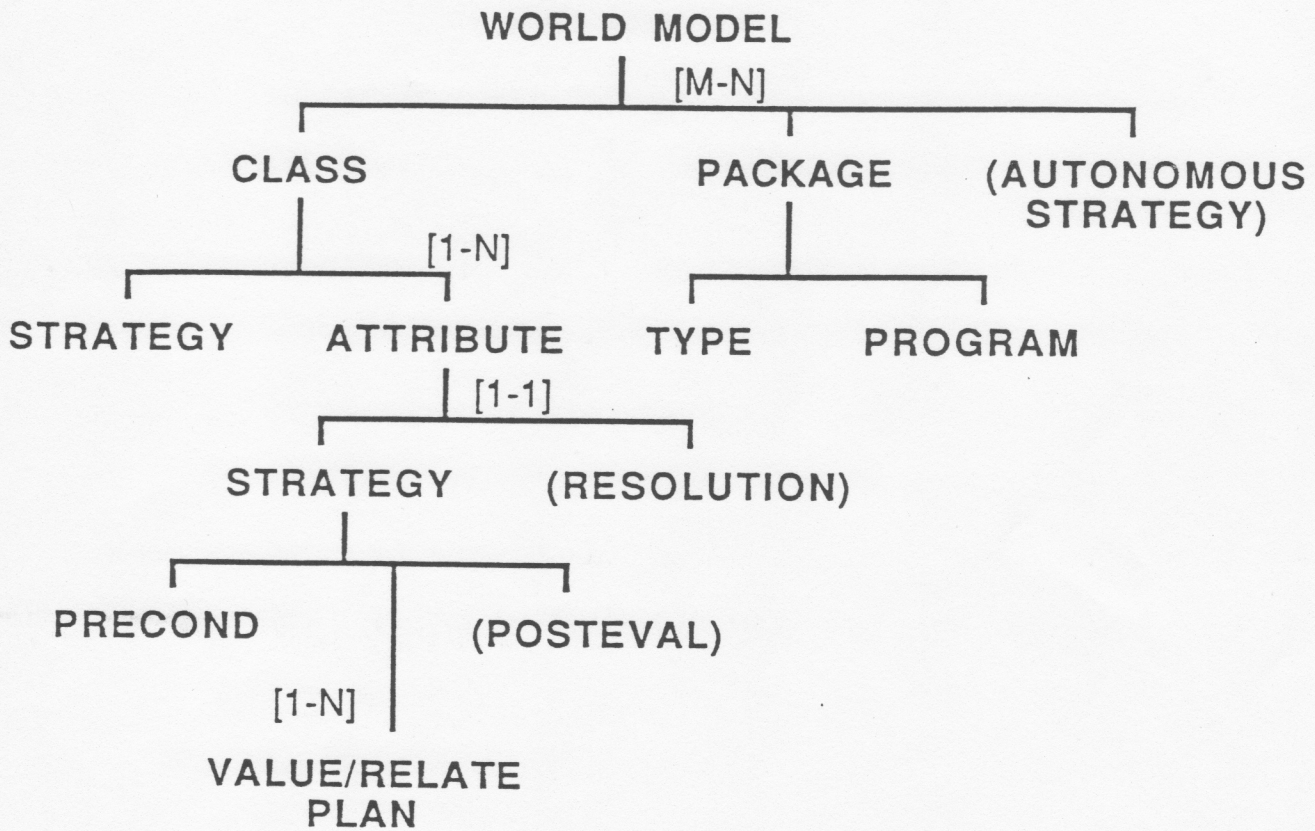 WORLD MODEL
[M-N]
CLASS PACKAGE (AUTONOMOUS
STRATEGY)
[1-N]
STRATEGY ATTRIBUTE TYPE PROGRAM
[1-1]
STRATEGY (RESOLUTION)
PRECOND (POSTEVAL)
[1-N]
VALUE/RELATE
PLAN